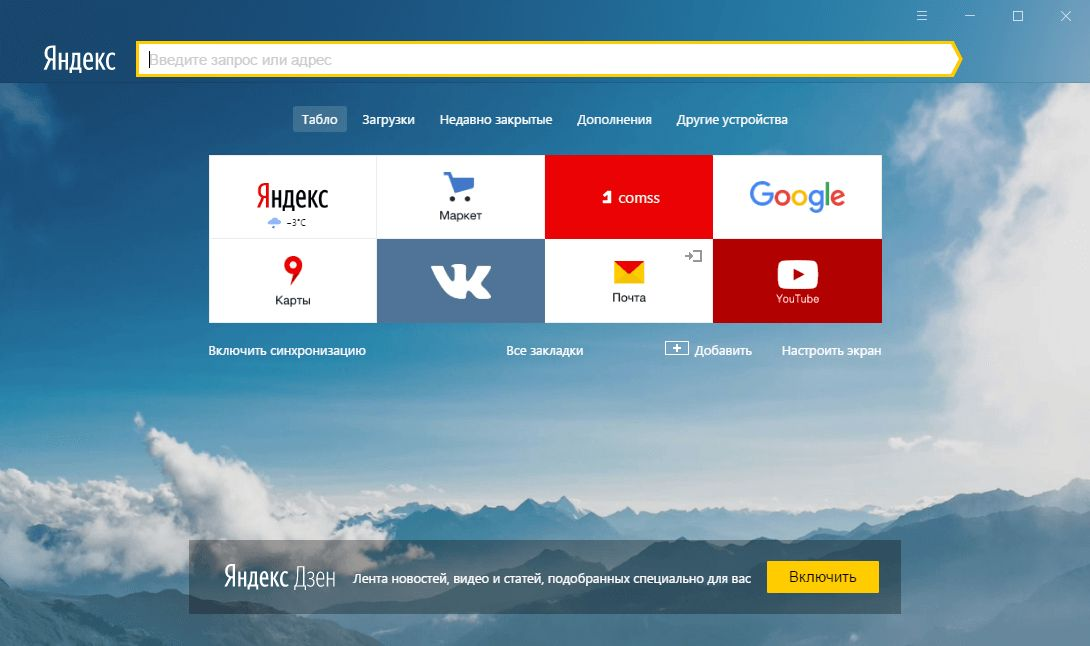 Яндекс
Введите запрос или адрес
Табло Загрузки Недавно закрытые Дополнения Другие устройства
Яндекс
−3°C
Маркет
comss
Google
Карты
VK
Почта
YouTube
Включить синхронизацию Все закладки Добавить Настроить экран
Яндекс Дзен Лента новостей, видео и статей, подобранных специально для вас Включить